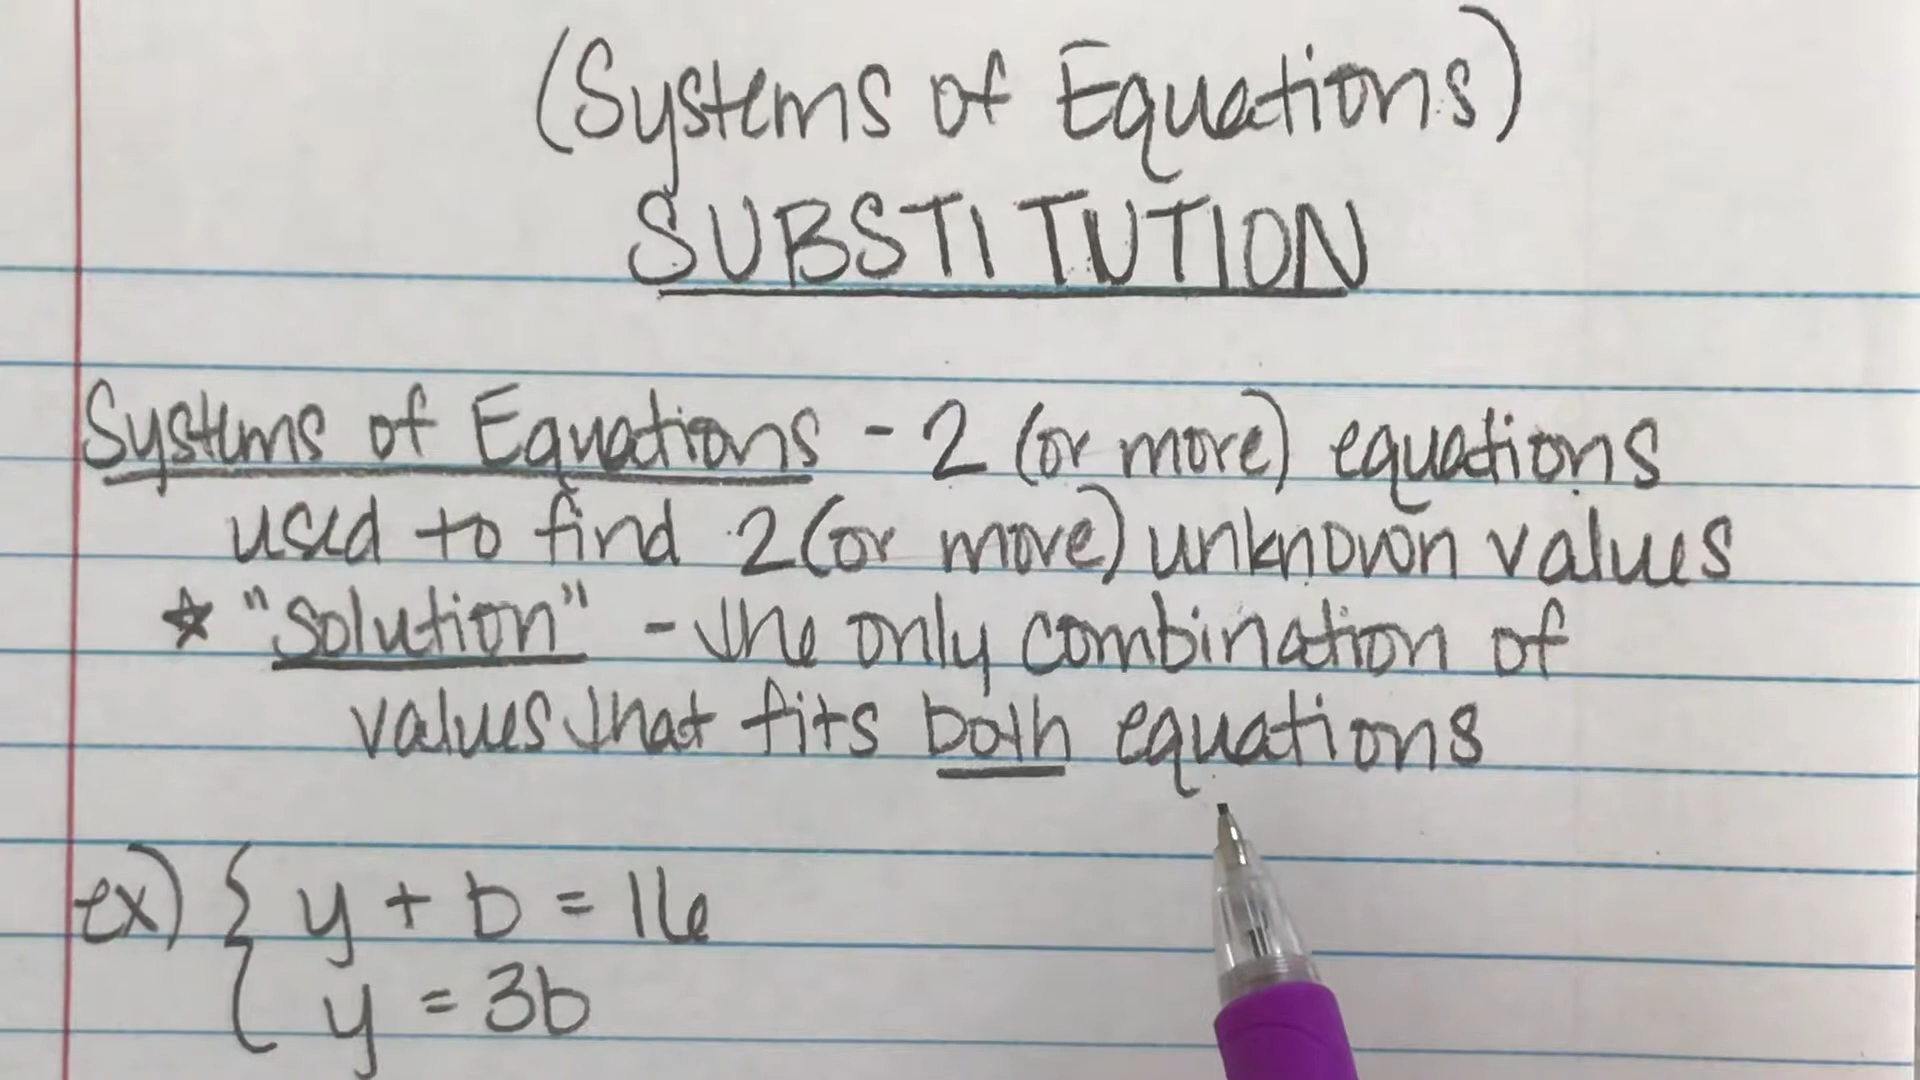 (Systems of Equations)
SUBSTITUTION
Systems of Equations - 2 (or more) equations
used to find 2 (or more) unknown values
☆ "Solution" - the only combination of
values that fits both equations
ex) { y + b = 16
y = 3b